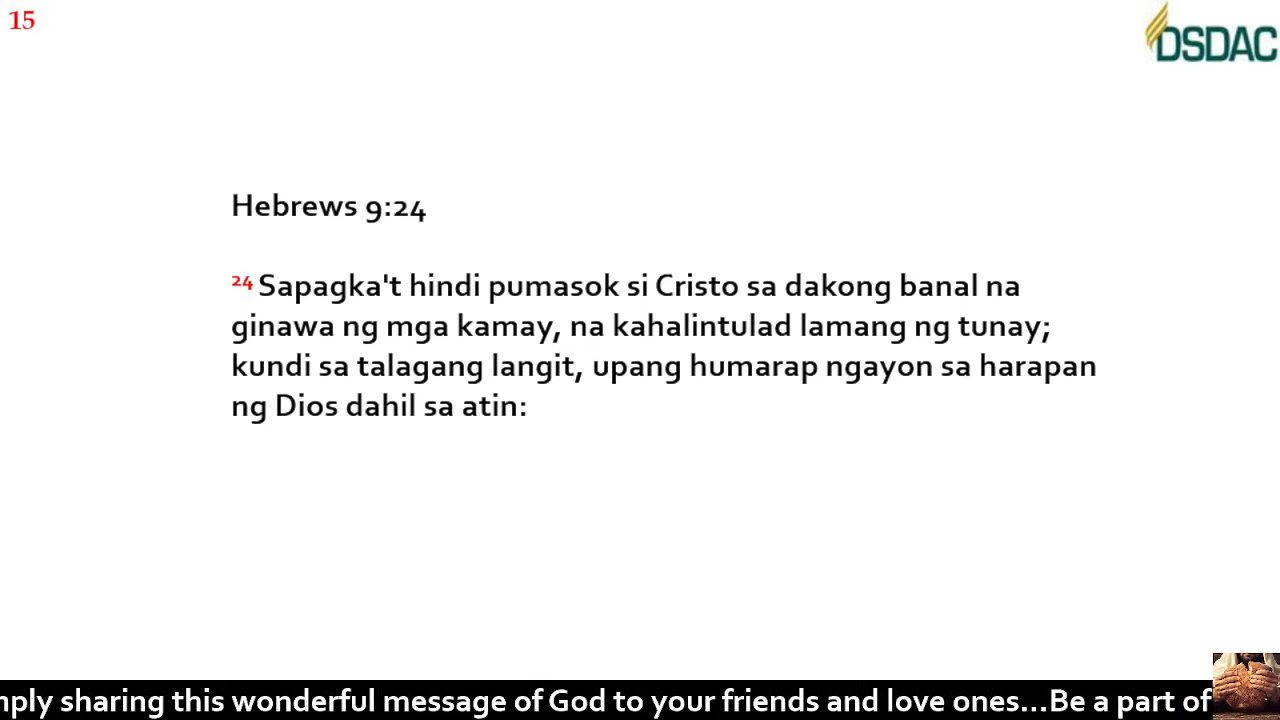 15
DSDAC
Hebrews 9:24
24 Sapagka't hindi pumasok si Cristo sa dakong banal na
ginawa ng mga kamay, na kahalintulad lamang ng tunay;
kundi sa talagang langit, upang humarap ngayon sa harapan
ng Dios dahil sa atin:
sharing this wonderful message of God to your friends and love ones...Be a part of